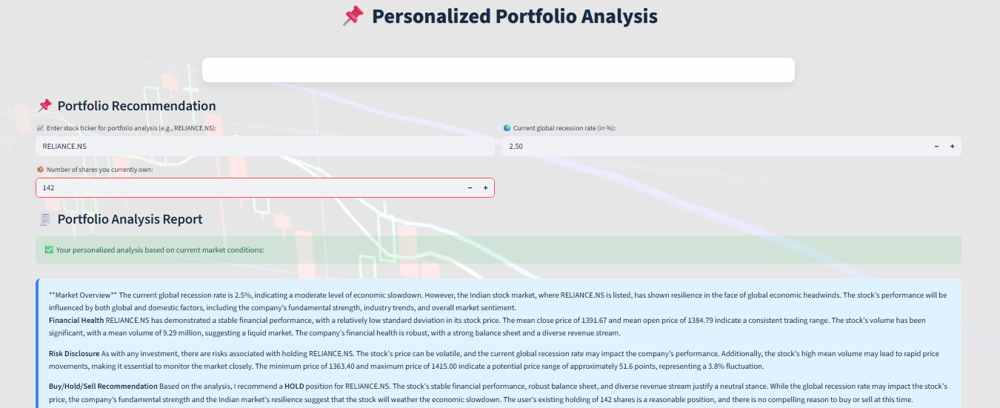 Personalized Portfolio Analysis
Portfolio Recommendation
Enter stock ticker for portfolio analysis (e.g., RELIANCE.NS):
Current global recession rate (in %):
RELIANCE.NS
2.50
Number of shares you currently own:
142
Portfolio Analysis Report
Your personalized analysis based on current market conditions:
**Market Overview** The current global recession rate is 2.5%, indicating a moderate level of economic slowdown. However, the Indian stock market, where RELIANCE.NS is listed, has shown resilience in the face of global economic headwinds. The stock's performance will be
influenced by both global and domestic factors, including the company's fundamental strength, industry trends, and overall market sentiment.
Financial Health RELIANCE.NS has demonstrated a stable financial performance, with a relatively low standard deviation in its stock price. The mean close price of 1391.67 and mean open price of 1384.79 indicate a consistent trading range. The stock's volume has been
significant, with a mean volume of 9.29 million, suggesting a liquid market. The company's financial health is robust, with a strong balance sheet and a diverse revenue stream.
Risk Disclosure As with any investment, there are risks associated with holding RELIANCE.NS. The stock's price can be volatile, and the current global recession rate may impact the company's performance. Additionally, the stock's high mean volume may lead to rapid price
movements, making it essential to monitor the market closely. The minimum price of 1363.40 and maximum price of 1415.00 indicate a potential price range of approximately 51.6 points, representing a 3.8% fluctuation.
Buy/Hold/Sell Recommendation Based on the analysis, I recommend a HOLD position for RELIANCE.NS. The stock's stable financial performance, robust balance sheet, and diverse revenue stream justify a neutral stance. While the global recession rate may impact the stock's
price, the company's fundamental strength and the Indian market's resilience suggest that the stock will weather the economic slowdown. The user's existing holding of 142 shares is a reasonable position, and there is no compelling reason to buy or sell at this time.